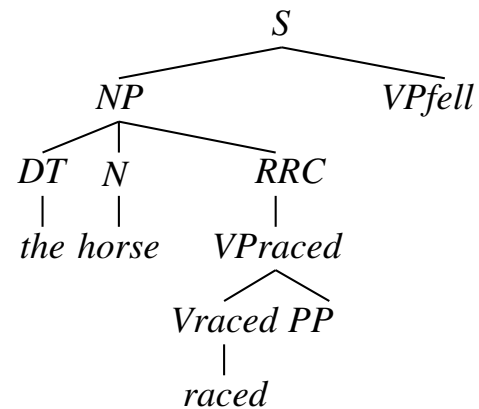 S
NP VPfell
DT N RRC
the horse VPraced
Vraced PP
raced